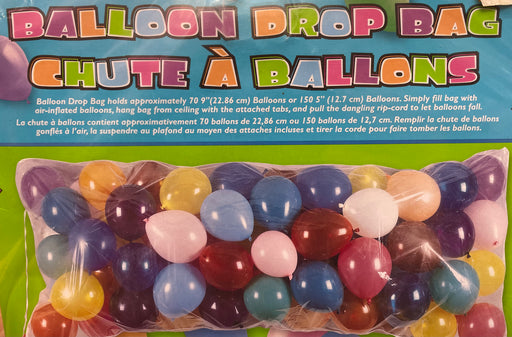 BALLOON DROP BAG
CHUTE À BALLONS
Balloon Drop Bag holds approximately 70 9"(22.86 cm) Balloons or 150 5" (12.7 cm) Balloons. Simply fill bag with
air-inflated balloons, hang bag from ceiling with the attached tabs, and pull the dangling rip-cord to let balloons fall.
La chute à ballons contient approximativement 70 ballons de 22,86 cm ou 150 ballons de 12,7 cm. Remplir la chute de ballons
gonflés à l'air, la suspendre au plafond au moyen des attaches incluses et tirer la corde pour faire tomber les ballons.